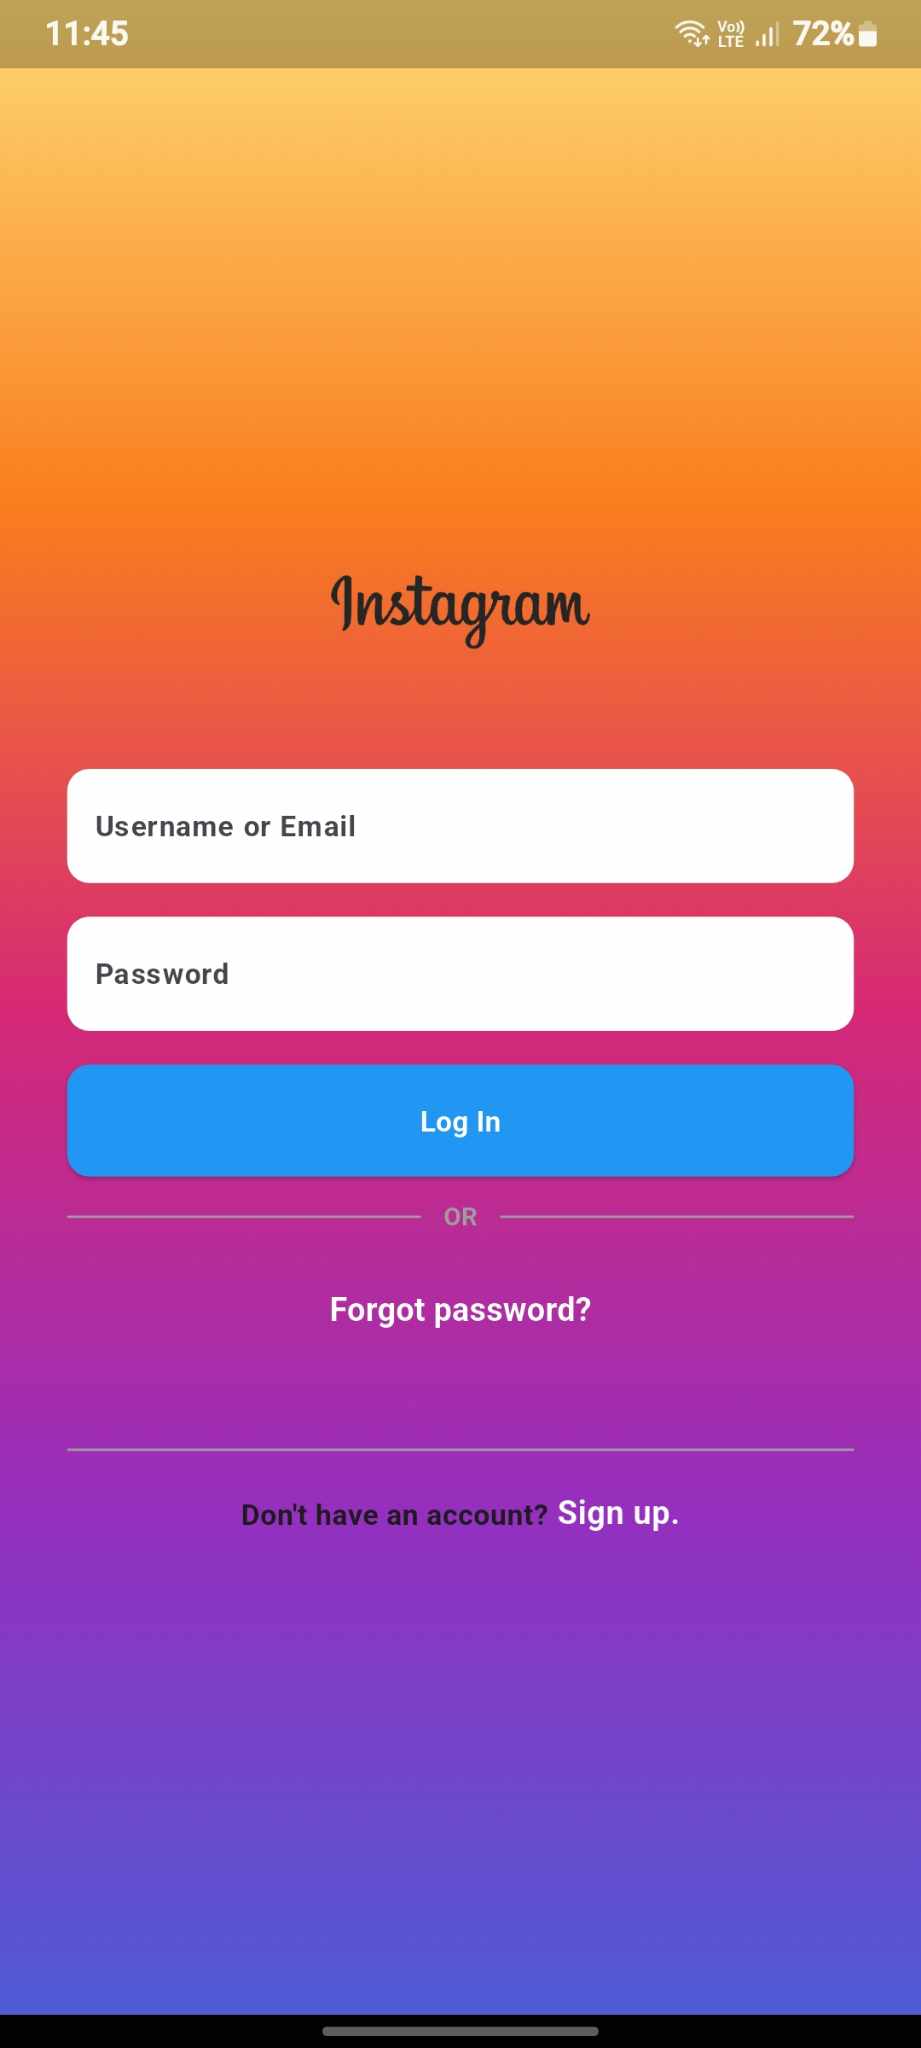 11:45 Vo)) LTE 72%
Instagram
Username or Email
Password
Log In
OR
Forgot password?
Don't have an account? Sign up.